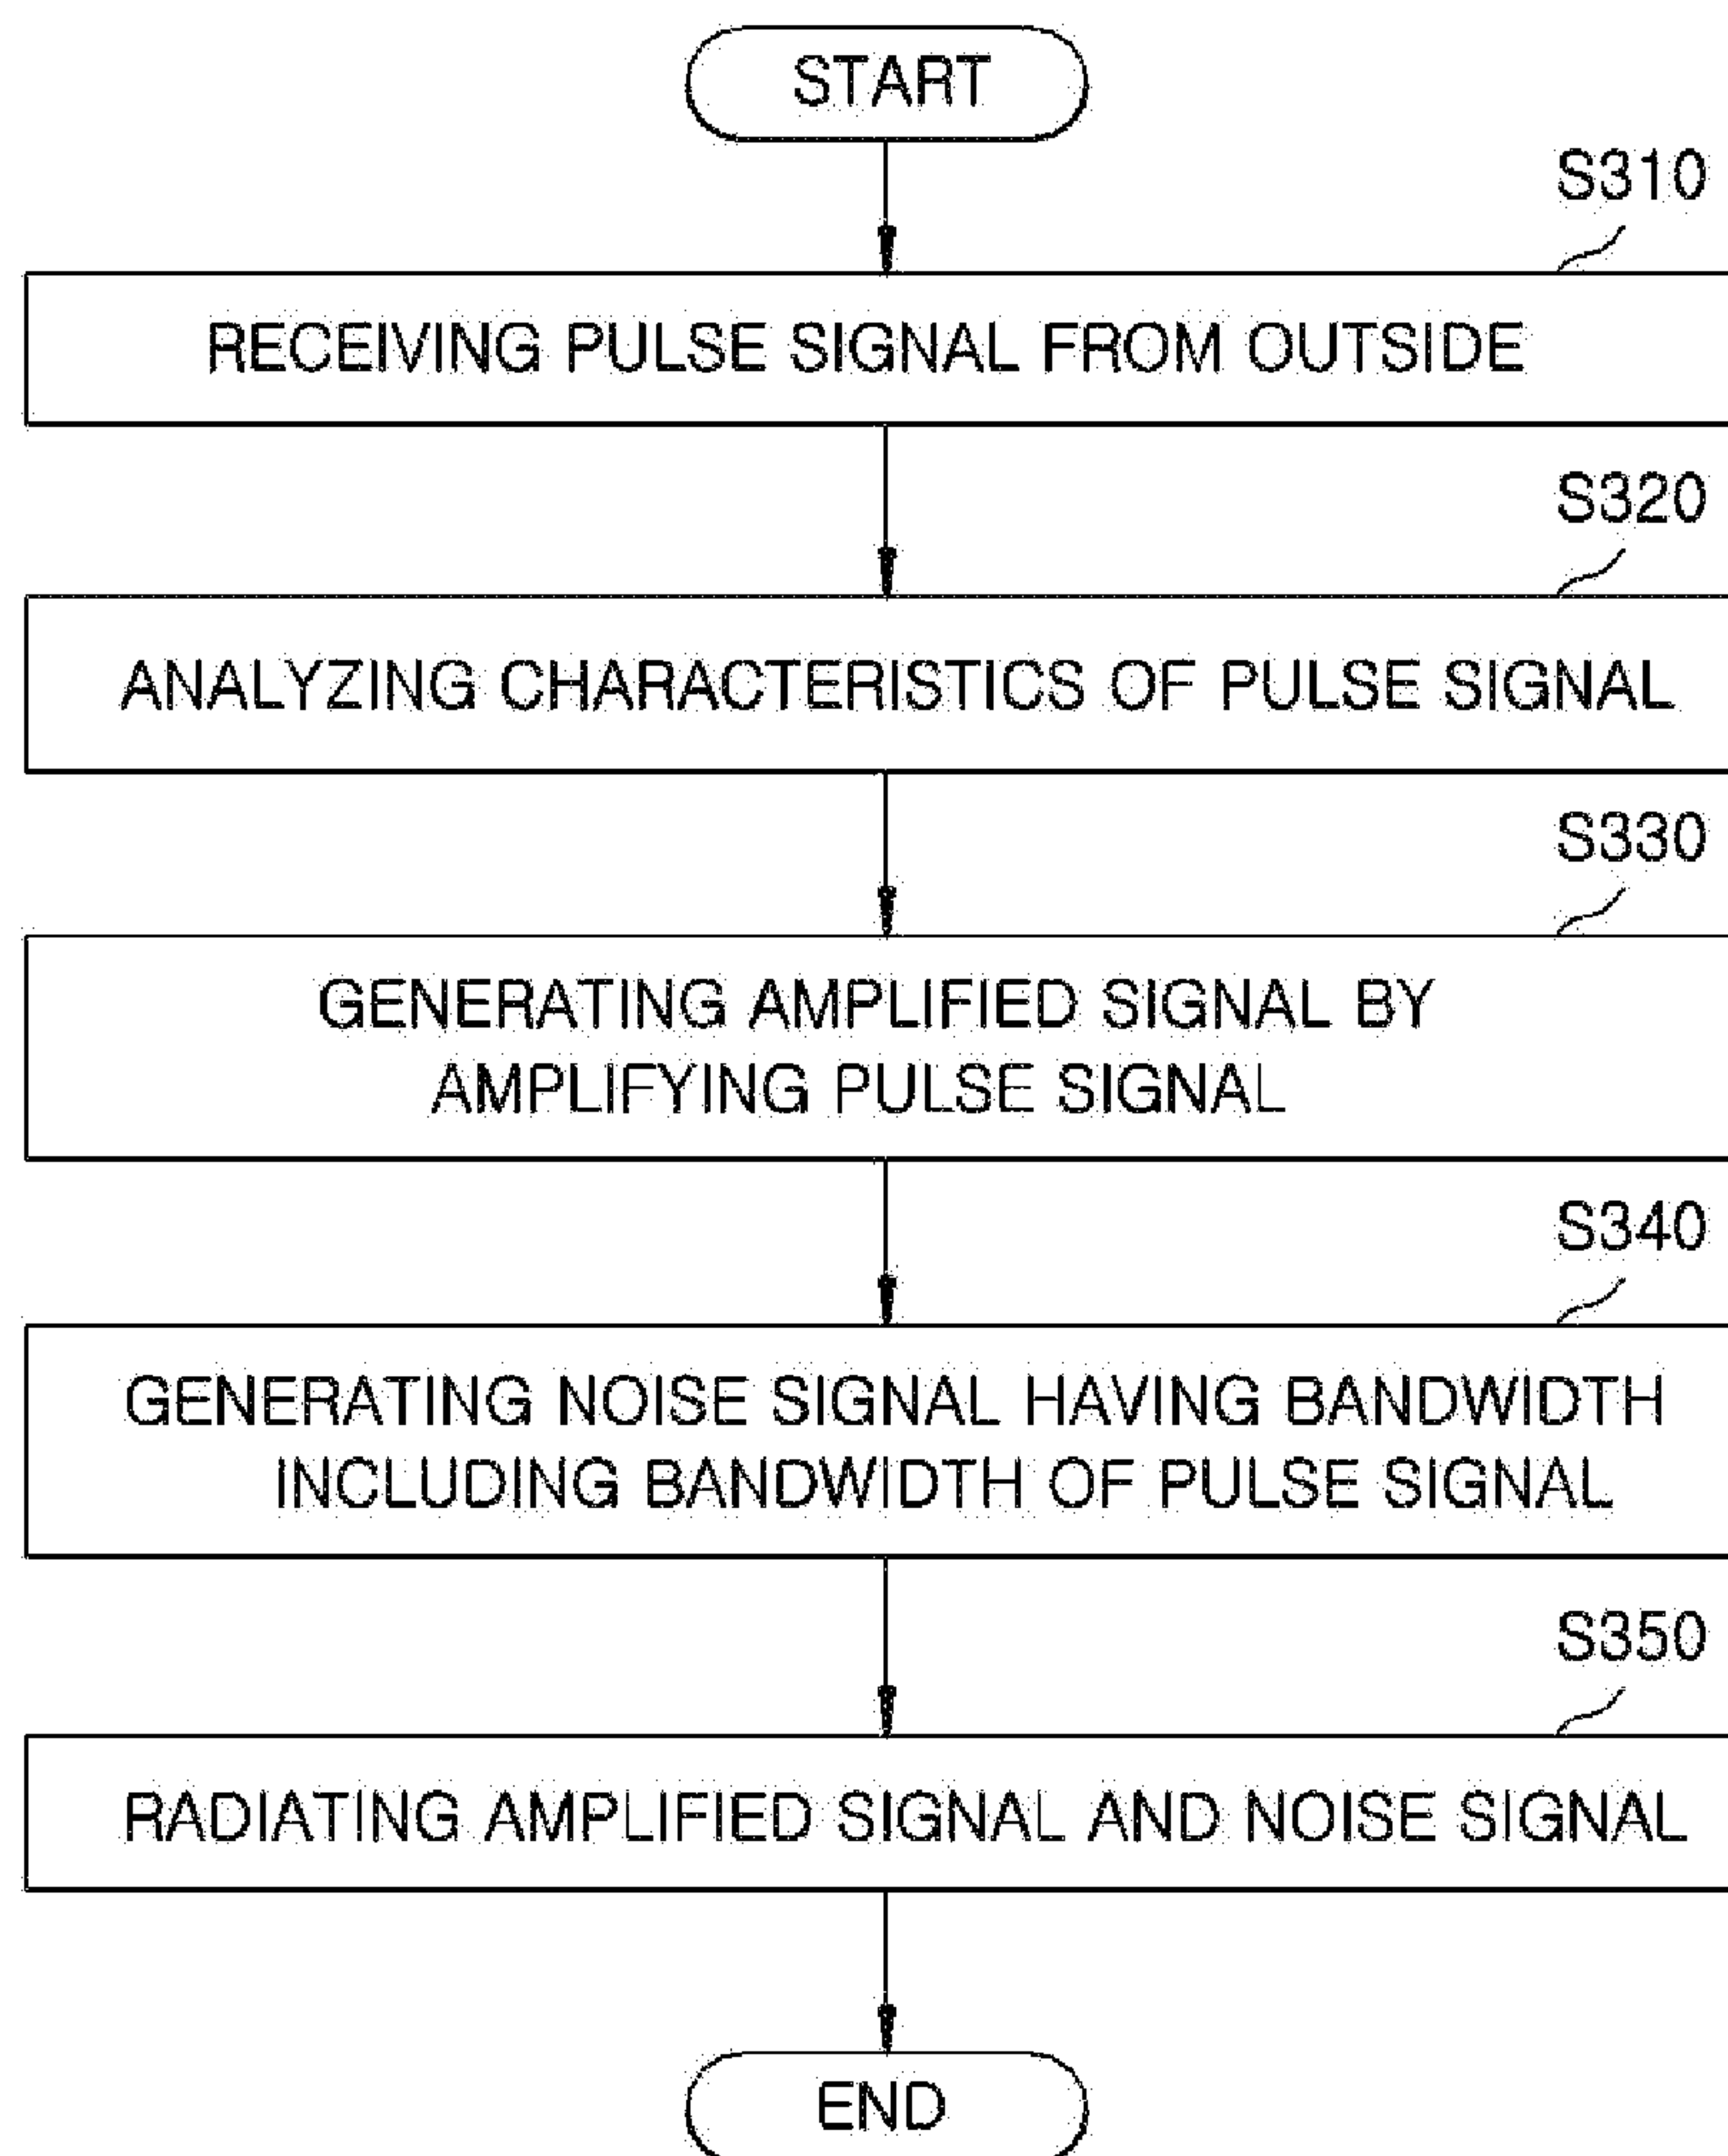 START
S310
RECEIVING PULSE SIGNAL FROM OUTSIDE
S320
ANALYZING CHARACTERISTICS OF PULSE SIGNAL
S330
GENERATING AMPLIFIED SIGNAL BY
AMPLIFYING PULSE SIGNAL
S340
GENERATING NOISE SIGNAL HAVING BANDWIDTH
INCLUDING BANDWIDTH OF PULSE SIGNAL
S350
RADIATING AMPLIFIED SIGNAL AND NOISE SIGNAL
END